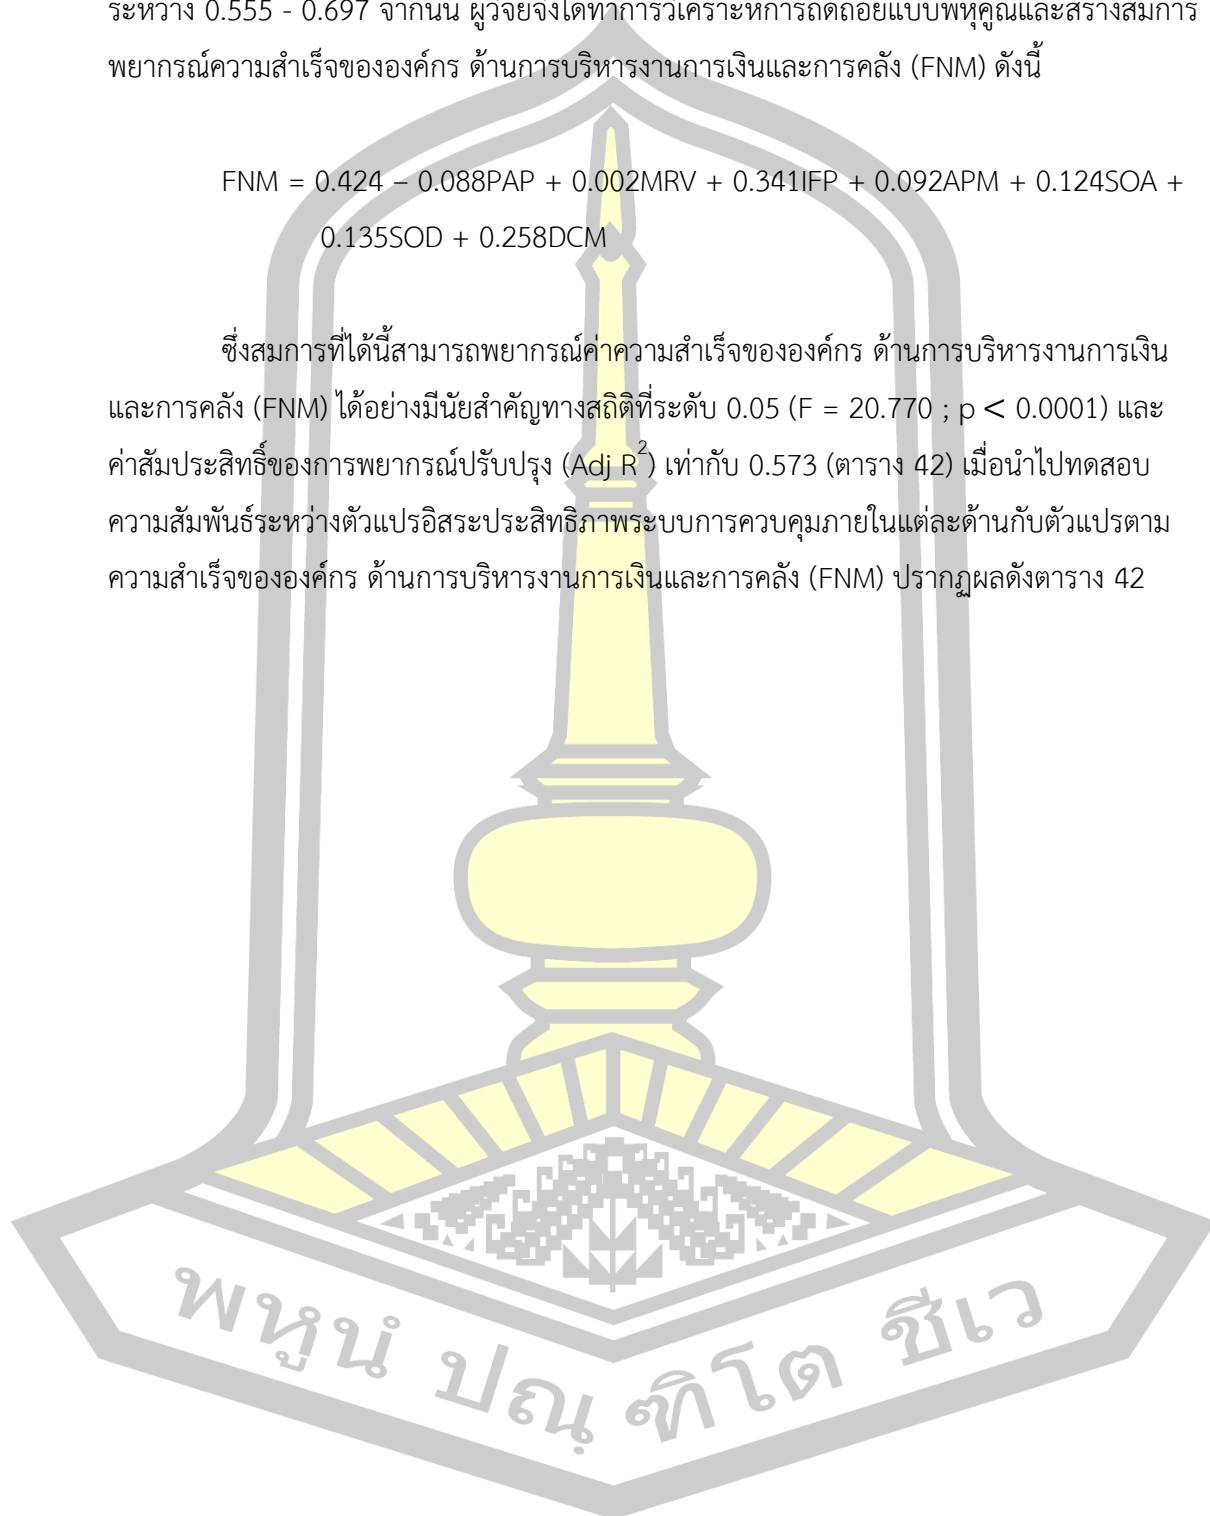 ระหว่าง 0.555 - 0.697 จากนั้น ผู้วิจัยจึงได้ทำการวิเคราะห์การถดถอยแบบพหุคูณและสร้างสมการ
พยากรณ์ความสำเร็จขององค์กร ด้านการบริหารงานการเงินและการคลัง (FNM) ดังนี้
FNM = 0.424 – 0.088PAP + 0.002MRV + 0.341IFP + 0.092APM + 0.124SOA +
0.135SOD + 0.258DCM
ซึ่งสมการที่ได้นี้สามารถพยากรณ์ค่าความสำเร็จขององค์กร ด้านการบริหารงานการเงิน
และการคลัง (FNM) ได้อย่างมีนัยสำคัญทางสถิติที่ระดับ 0.05 (F = 20.770 ; p < 0.0001) และ
ค่าสัมประสิทธิ์ของการพยากรณ์ปรับปรุง (Adj R²) เท่ากับ 0.573 (ตาราง 42) เมื่อนำไปทดสอบ
ความสัมพันธ์ระหว่างตัวแปรอิสระประสิทธิภาพระบบการควบคุมภายในแต่ละด้านกับตัวแปรตาม
ความสำเร็จขององค์กร ด้านการบริหารงานการเงินและการคลัง (FNM) ปรากฏผลดังตาราง 42
พหูนํ ปณฺฑิโต ชีเว